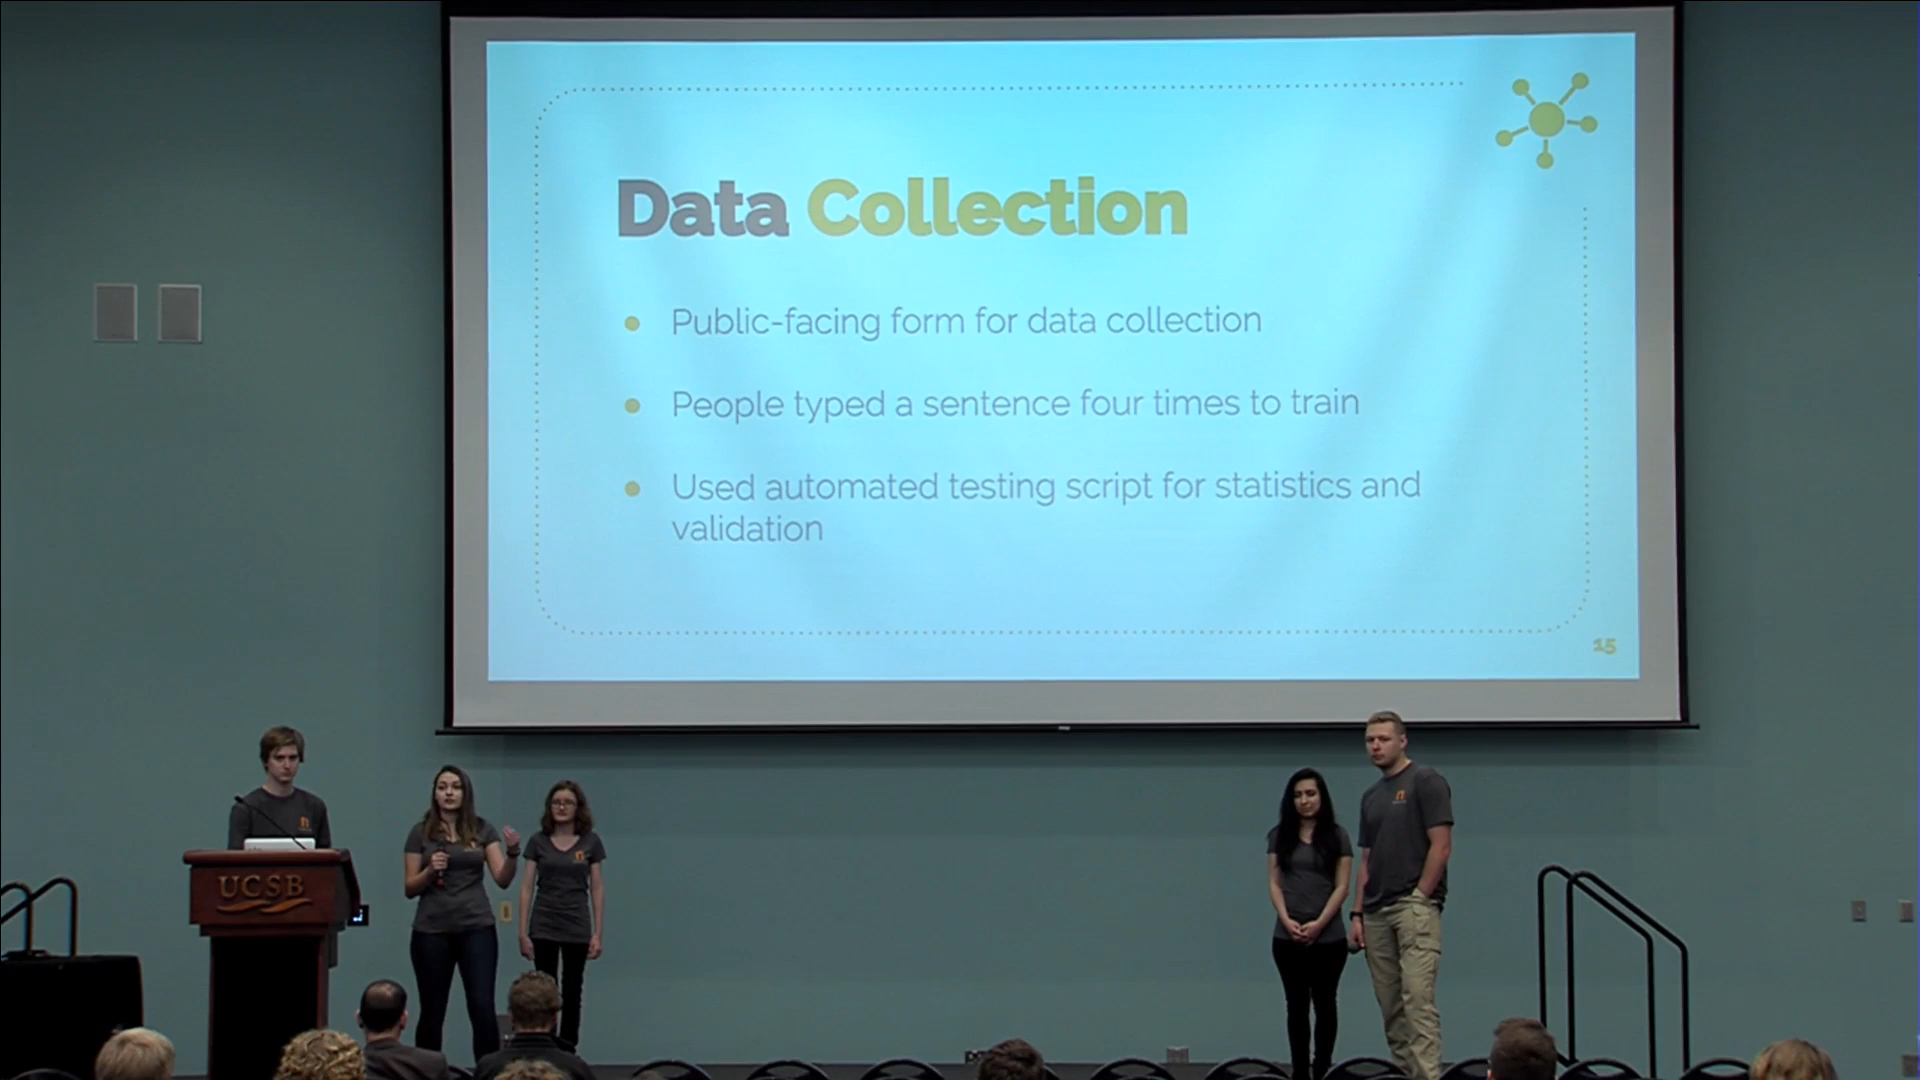 Data Collection
Public-facing form for data collection
People typed a sentence four times to train
Used automated testing script for statistics and
validation
15
UCSB